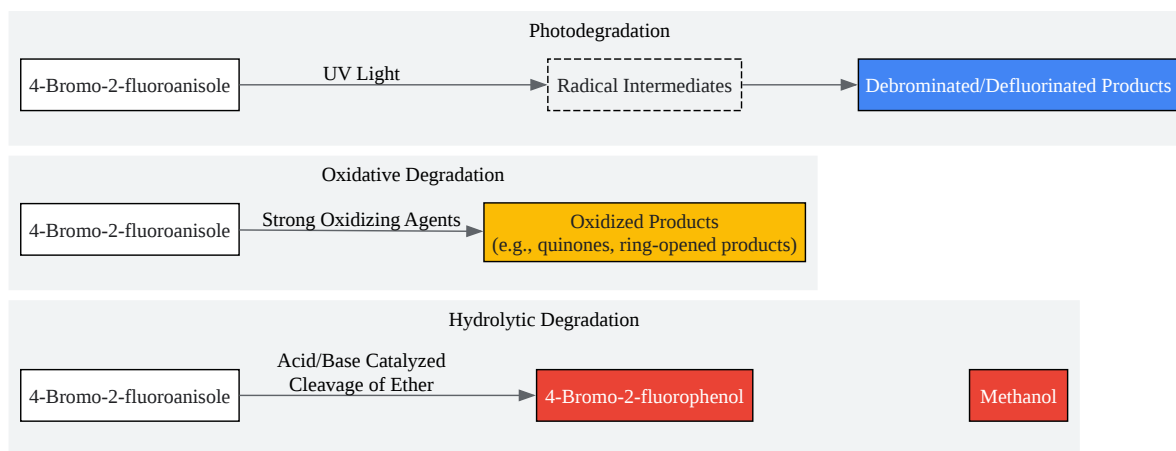 Photodegradation
4-Bromo-2-fluoroanisole
UV Light
Radical Intermediates
Debrominated/Defluorinated Products
Oxidative Degradation
4-Bromo-2-fluoroanisole
Strong Oxidizing Agents
Oxidized Products
(e.g., quinones, ring-opened products)
Hydrolytic Degradation
4-Bromo-2-fluoroanisole
Acid/Base Catalyzed
Cleavage of Ether
4-Bromo-2-fluorophenol
Methanol